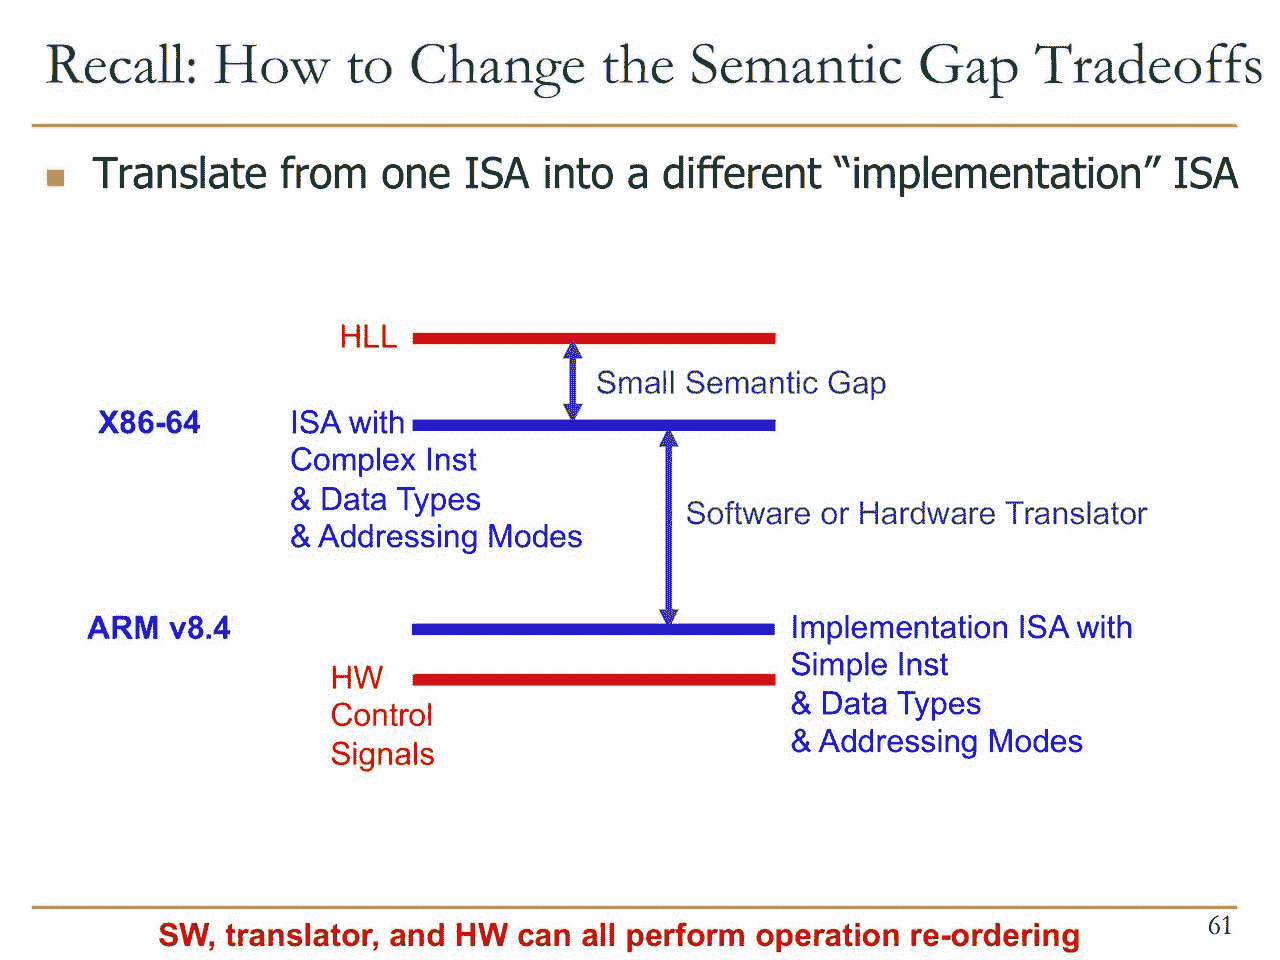 Recall: How to Change the Semantic Gap Tradeoffs
Translate from one ISA into a different “implementation” ISA
HLL
Small Semantic Gap
X86-64
ISA with
Complex Inst
& Data Types
& Addressing Modes
Software or Hardware Translator
ARM v8.4
Implementation ISA with
Simple Inst
& Data Types
& Addressing Modes
HW
Control
Signals
SW, translator, and HW can all perform operation re-ordering
61